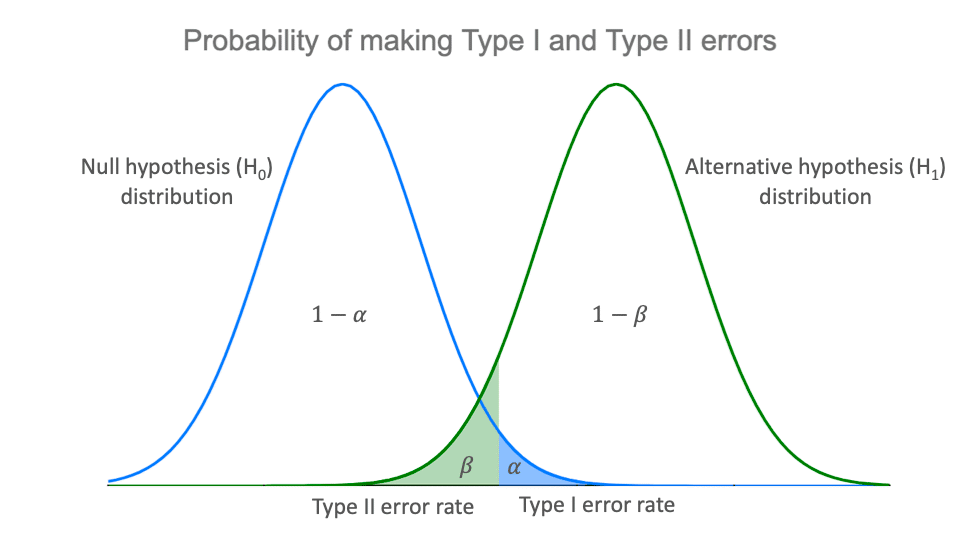 Probability of making Type I and Type II errors
Null hypothesis (H₀)
distribution
Alternative hypothesis (H₁)
distribution
1 − α
1 − β
β
α
Type II error rate
Type I error rate